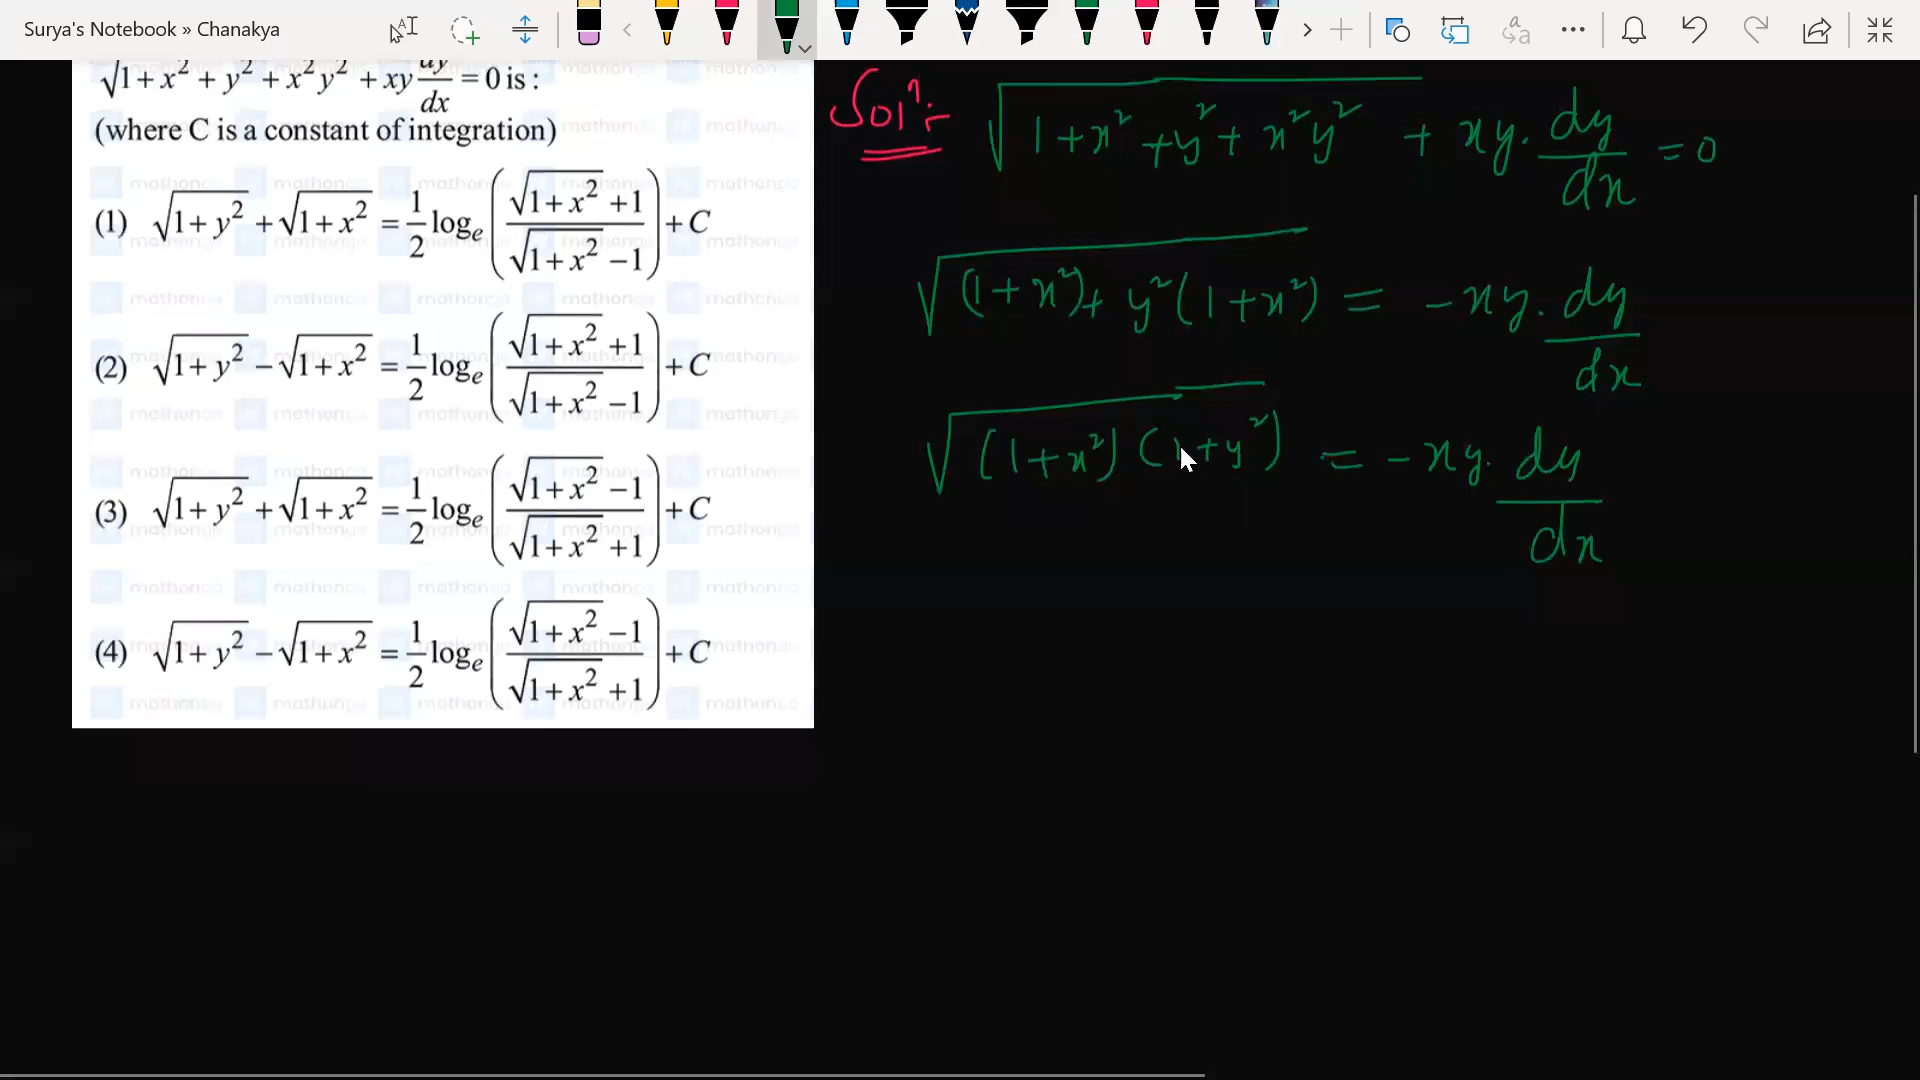 Surya's Notebook » Chanakya
√1+x²+y²+x²y² + xy dy/dx = 0 is :
(where C is a constant of integration)
(1) √1+y² + √1+x² = 1/2 logₑ (√1+x² +1 / √1+x² −1) + C
(2) √1+y² − √1+x² = 1/2 logₑ (√1+x² +1 / √1+x² −1) + C
(3) √1+y² + √1+x² = 1/2 logₑ (√1+x² −1 / √1+x² +1) + C
(4) √1+y² − √1+x² = 1/2 logₑ (√1+x² −1 / √1+x² +1) + C
Solⁿ:-
√1+x²+y²+x²y² + xy. dy/dx = 0
√(1+x²)+y²(1+x²) = -xy. dy/dx
√(1+x²)(1+y²) = -xy. dy/dx